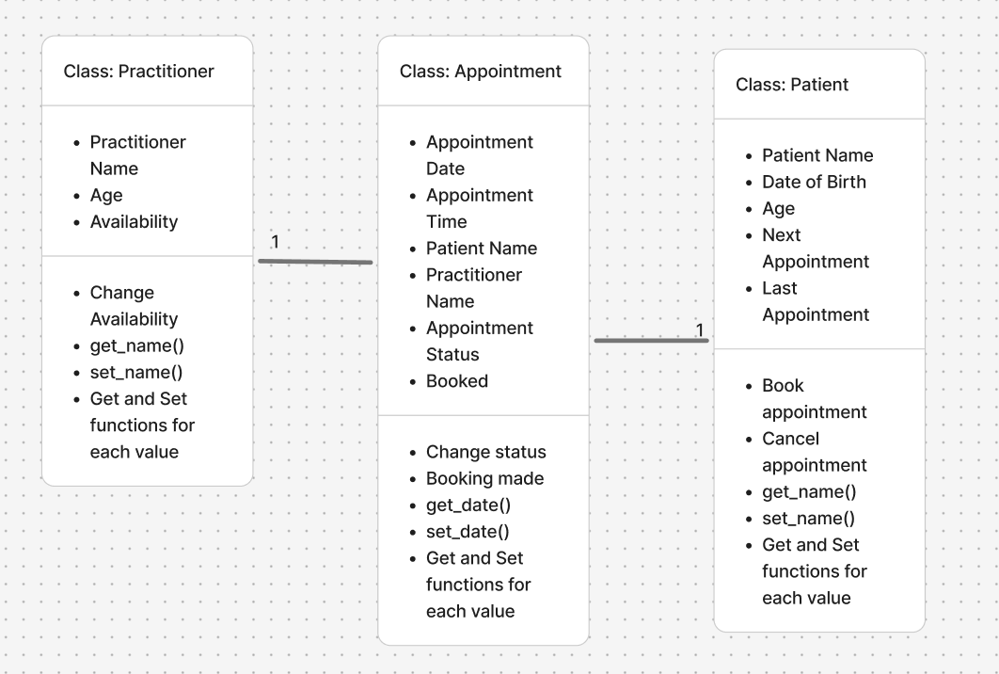 Class: Practitioner
• Practitioner
Name
• Age
• Availability
• Change
Availability
• get_name()
• set_name()
• Get and Set
functions for
each value
1
Class: Appointment
• Appointment
Date
• Appointment
Time
• Patient Name
• Practitioner
Name
• Appointment
Status
• Booked
• Change status
• Booking made
• get_date()
• set_date()
• Get and Set
functions for
each value
1
Class: Patient
• Patient Name
• Date of Birth
• Age
• Next
Appointment
• Last
Appointment
• Book
appointment
• Cancel
appointment
• get_name()
• set_name()
• Get and Set
functions for
each value